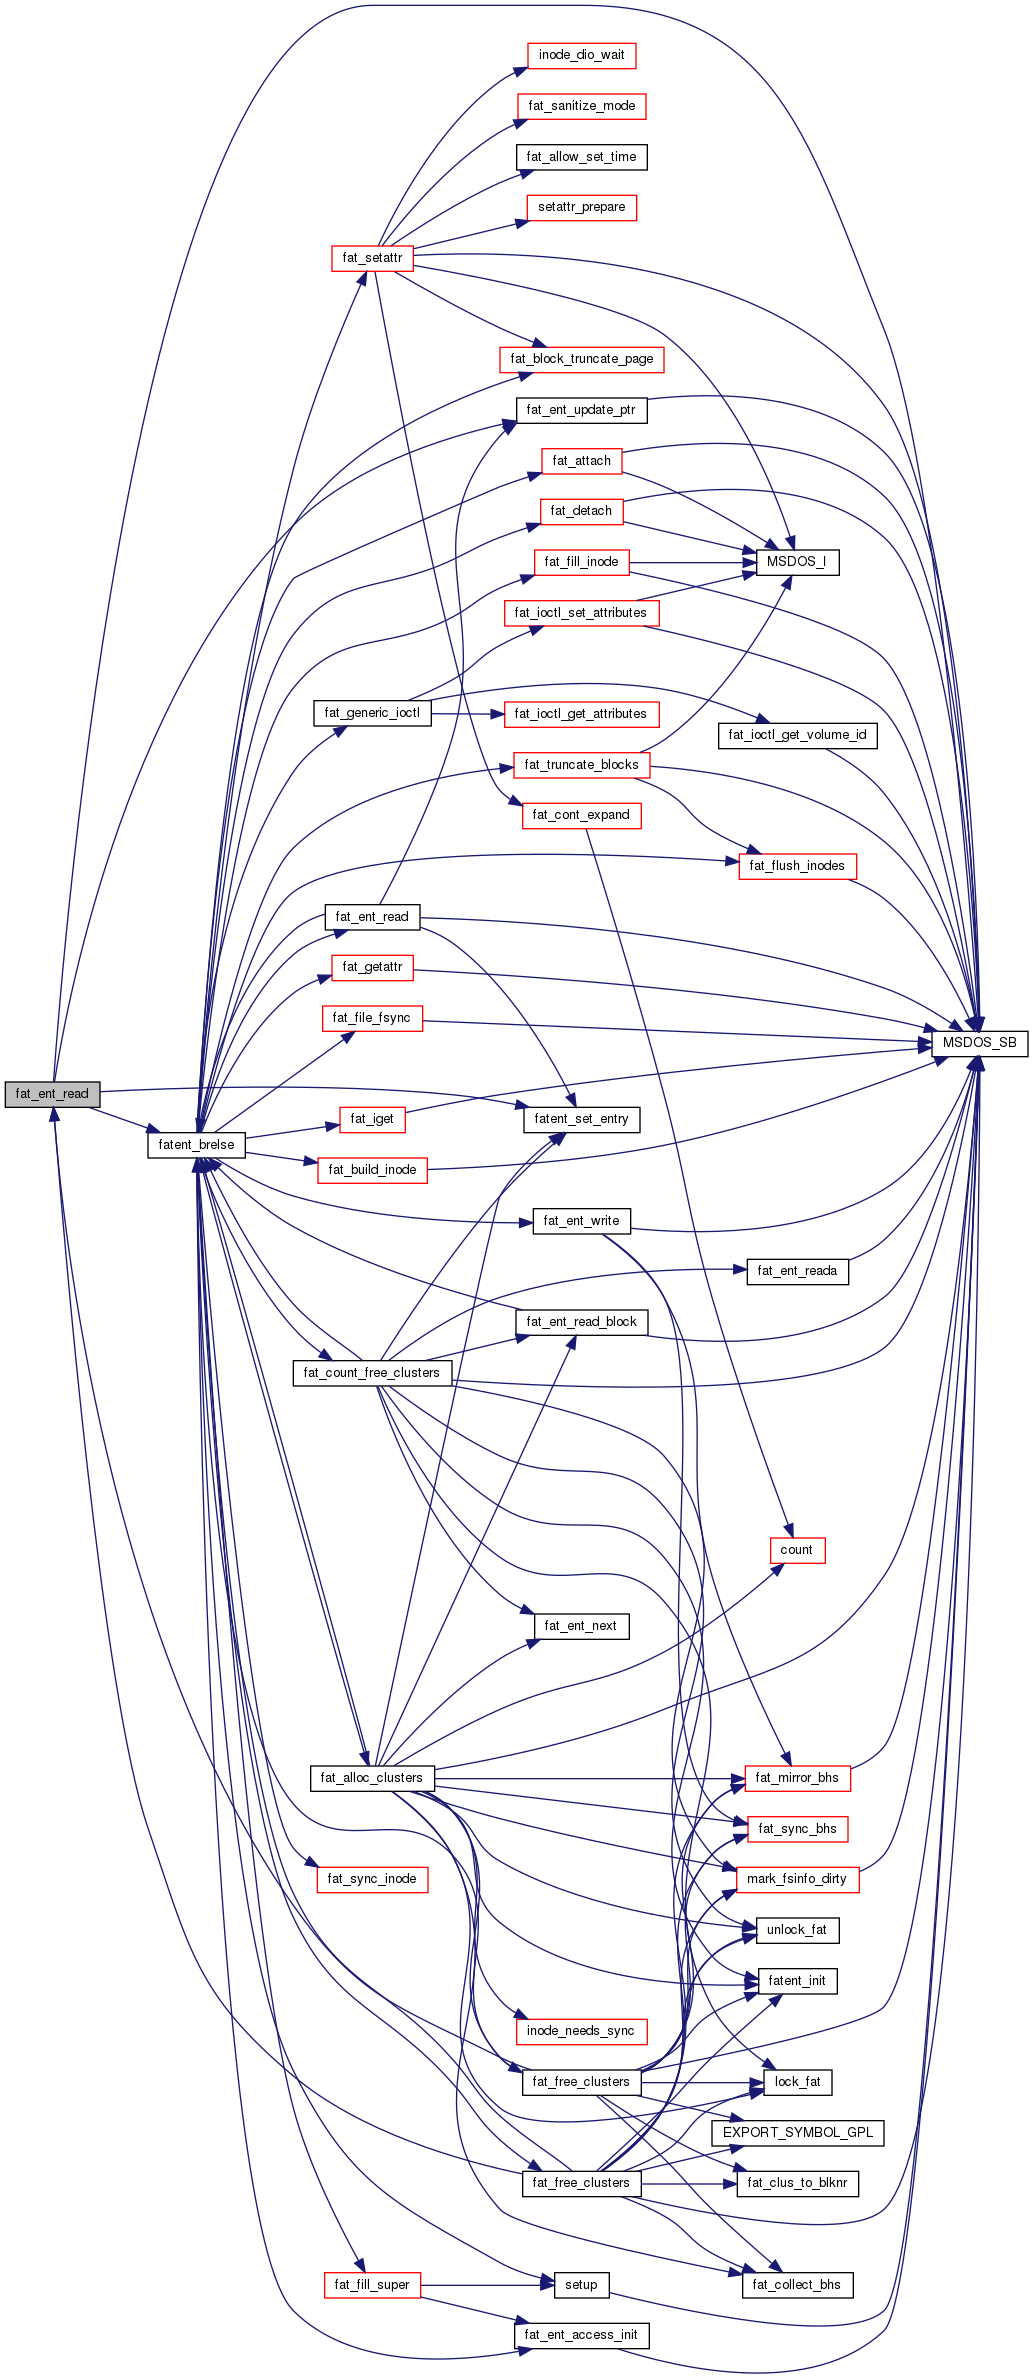 inode_dio_wait
fat_sanitize_mode
fat_allow_set_time
setattr_prepare
fat_setattr
fat_block_truncate_page
fat_ent_update_ptr
fat_attach
fat_detach
MSDOS_I
fat_fill_inode
fat_ioctl_set_attributes
fat_generic_ioctl
fat_ioctl_get_attributes
fat_ioctl_get_volume_id
fat_truncate_blocks
fat_cont_expand
fat_flush_inodes
fat_ent_read
fat_getattr
fat_file_fsync
MSDOS_SB
fat_ent_read
fat_iget
fatent_set_entry
fatent_brelse
fat_build_inode
fat_ent_write
fat_ent_reada
fat_ent_read_block
fat_count_free_clusters
count
fat_ent_next
fat_alloc_clusters
fat_mirror_bhs
fat_sync_bhs
fat_sync_inode
mark_fsinfo_dirty
unlock_fat
fatent_init
inode_needs_sync
fat_free_clusters
lock_fat
EXPORT_SYMBOL_GPL
fat_free_clusters
fat_clus_to_blknr
fat_fill_super
setup
fat_collect_bhs
fat_ent_access_init